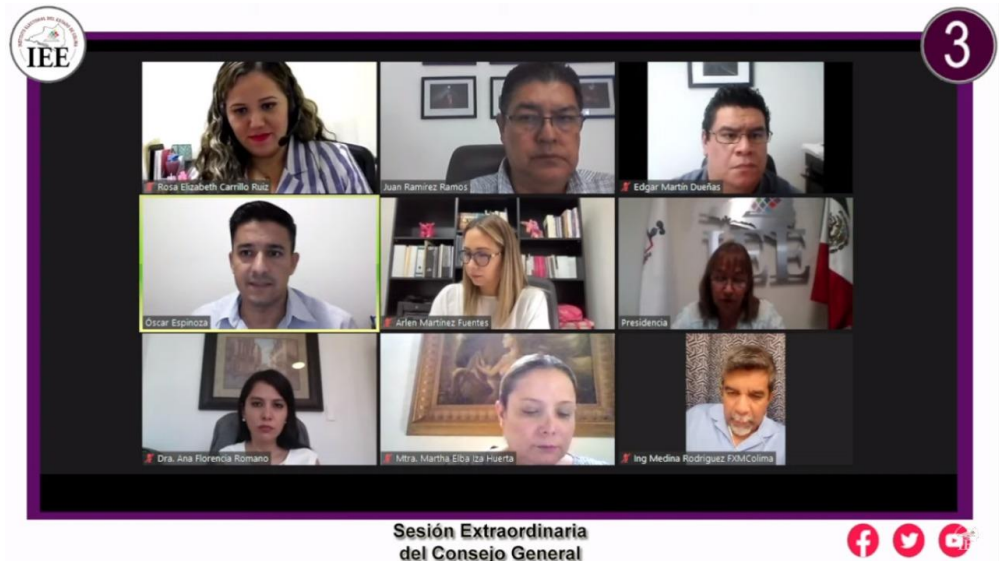 IEE
3
Rosa Elizabeth Carrillo Ruiz
Juan Ramirez Ramos
Edgar Martín Dueñas
Óscar Espinoza
Arlen Martínez Fuentes
IEE
Presidencia
Dra. Ana Florencia Romano
Mtra. Martha Elba Iza Huerta
Ing Medina Rodriguez FXMColima
Sesión Extraordinaria
del Consejo General